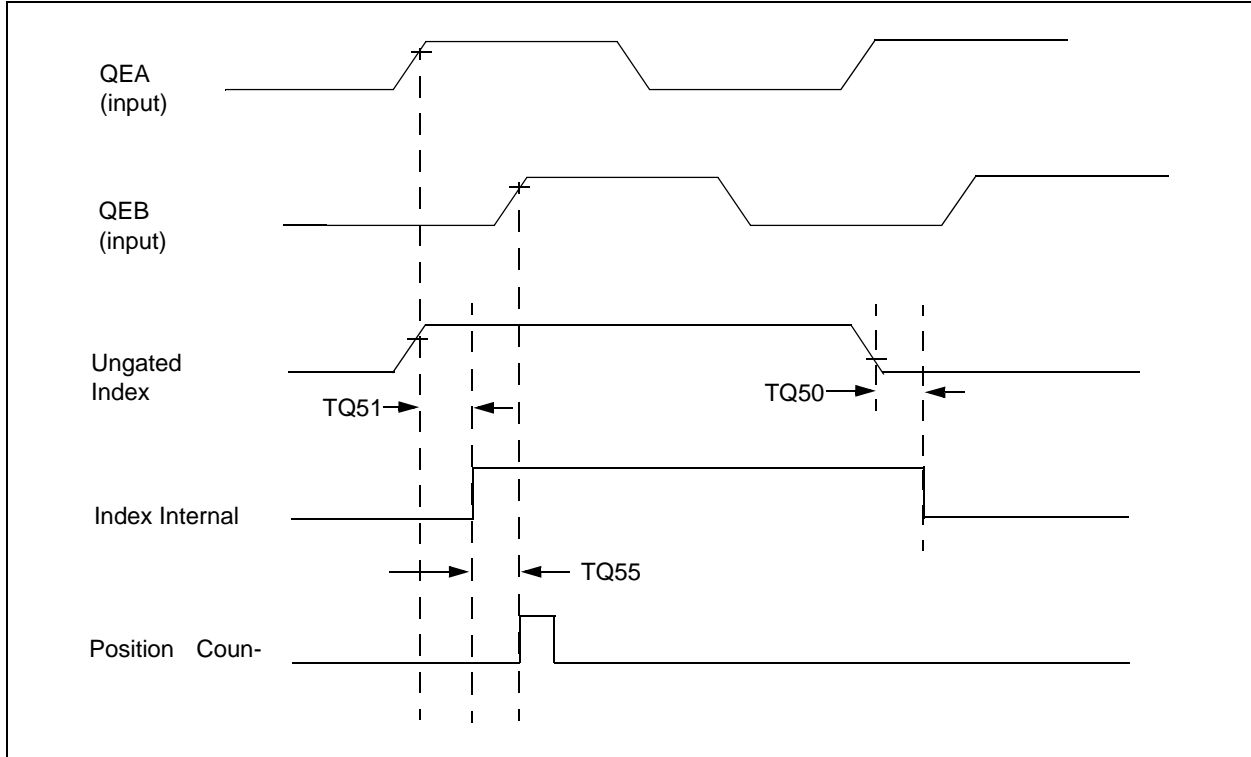 QEA
(input)
QEB
(input)
Ungated
Index
TQ51
TQ50
Index Internal
TQ55
Position Coun-